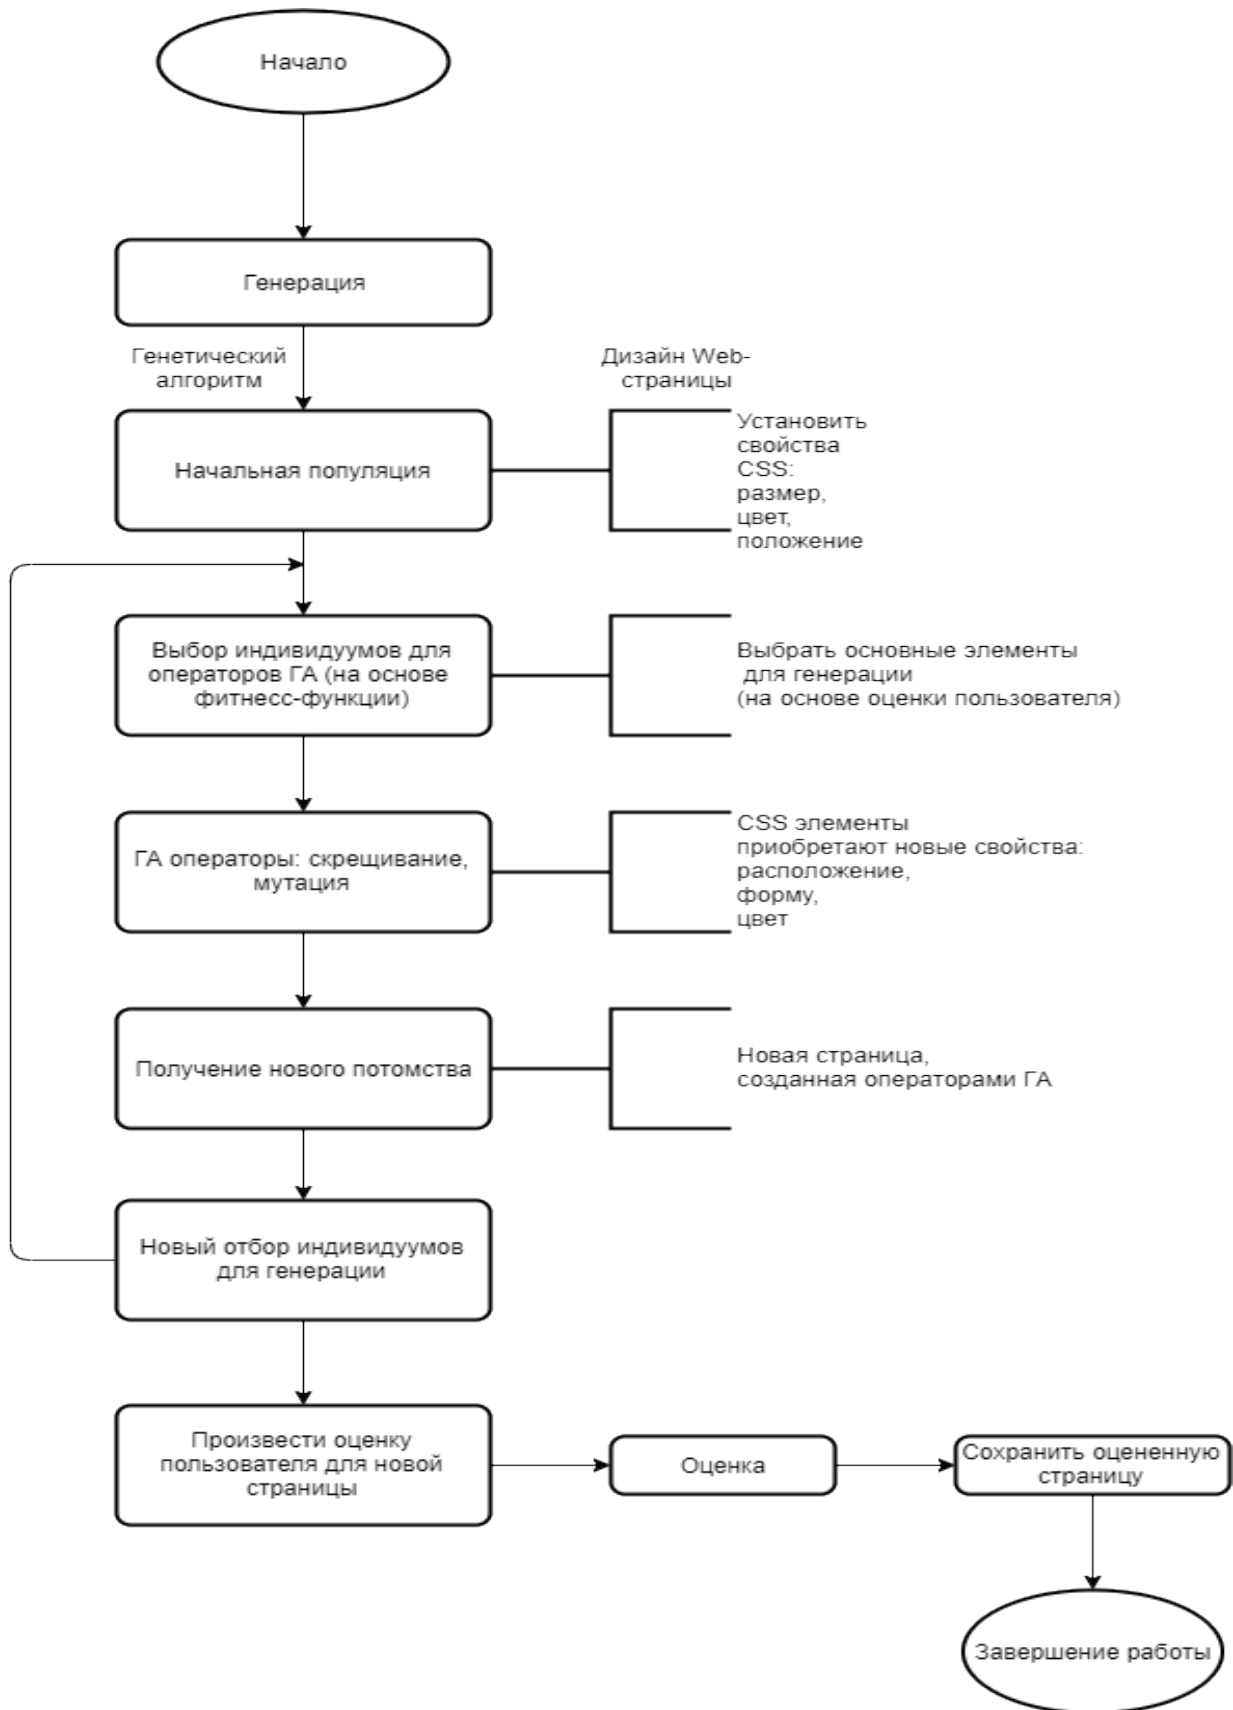 Начало
Генерация
Генетический
алгоритм
Дизайн Web-
страницы
Начальная популяция
Установить
свойства
CSS:
размер,
цвет,
положение
Выбор индивидуумов для
операторов ГА (на основе
фитнесс-функции)
Выбрать основные элементы
для генерации
(на основе оценки пользователя)
ГА операторы: скрещивание,
мутация
CSS элементы
приобретают новые свойства:
расположение,
форму,
цвет
Получение нового потомства
Новая страница,
созданная операторами ГА
Новый отбор индивидуумов
для генерации
Произвести оценку
пользователя для новой
страницы
Оценка
Сохранить оцененную
страницу
Завершение работы